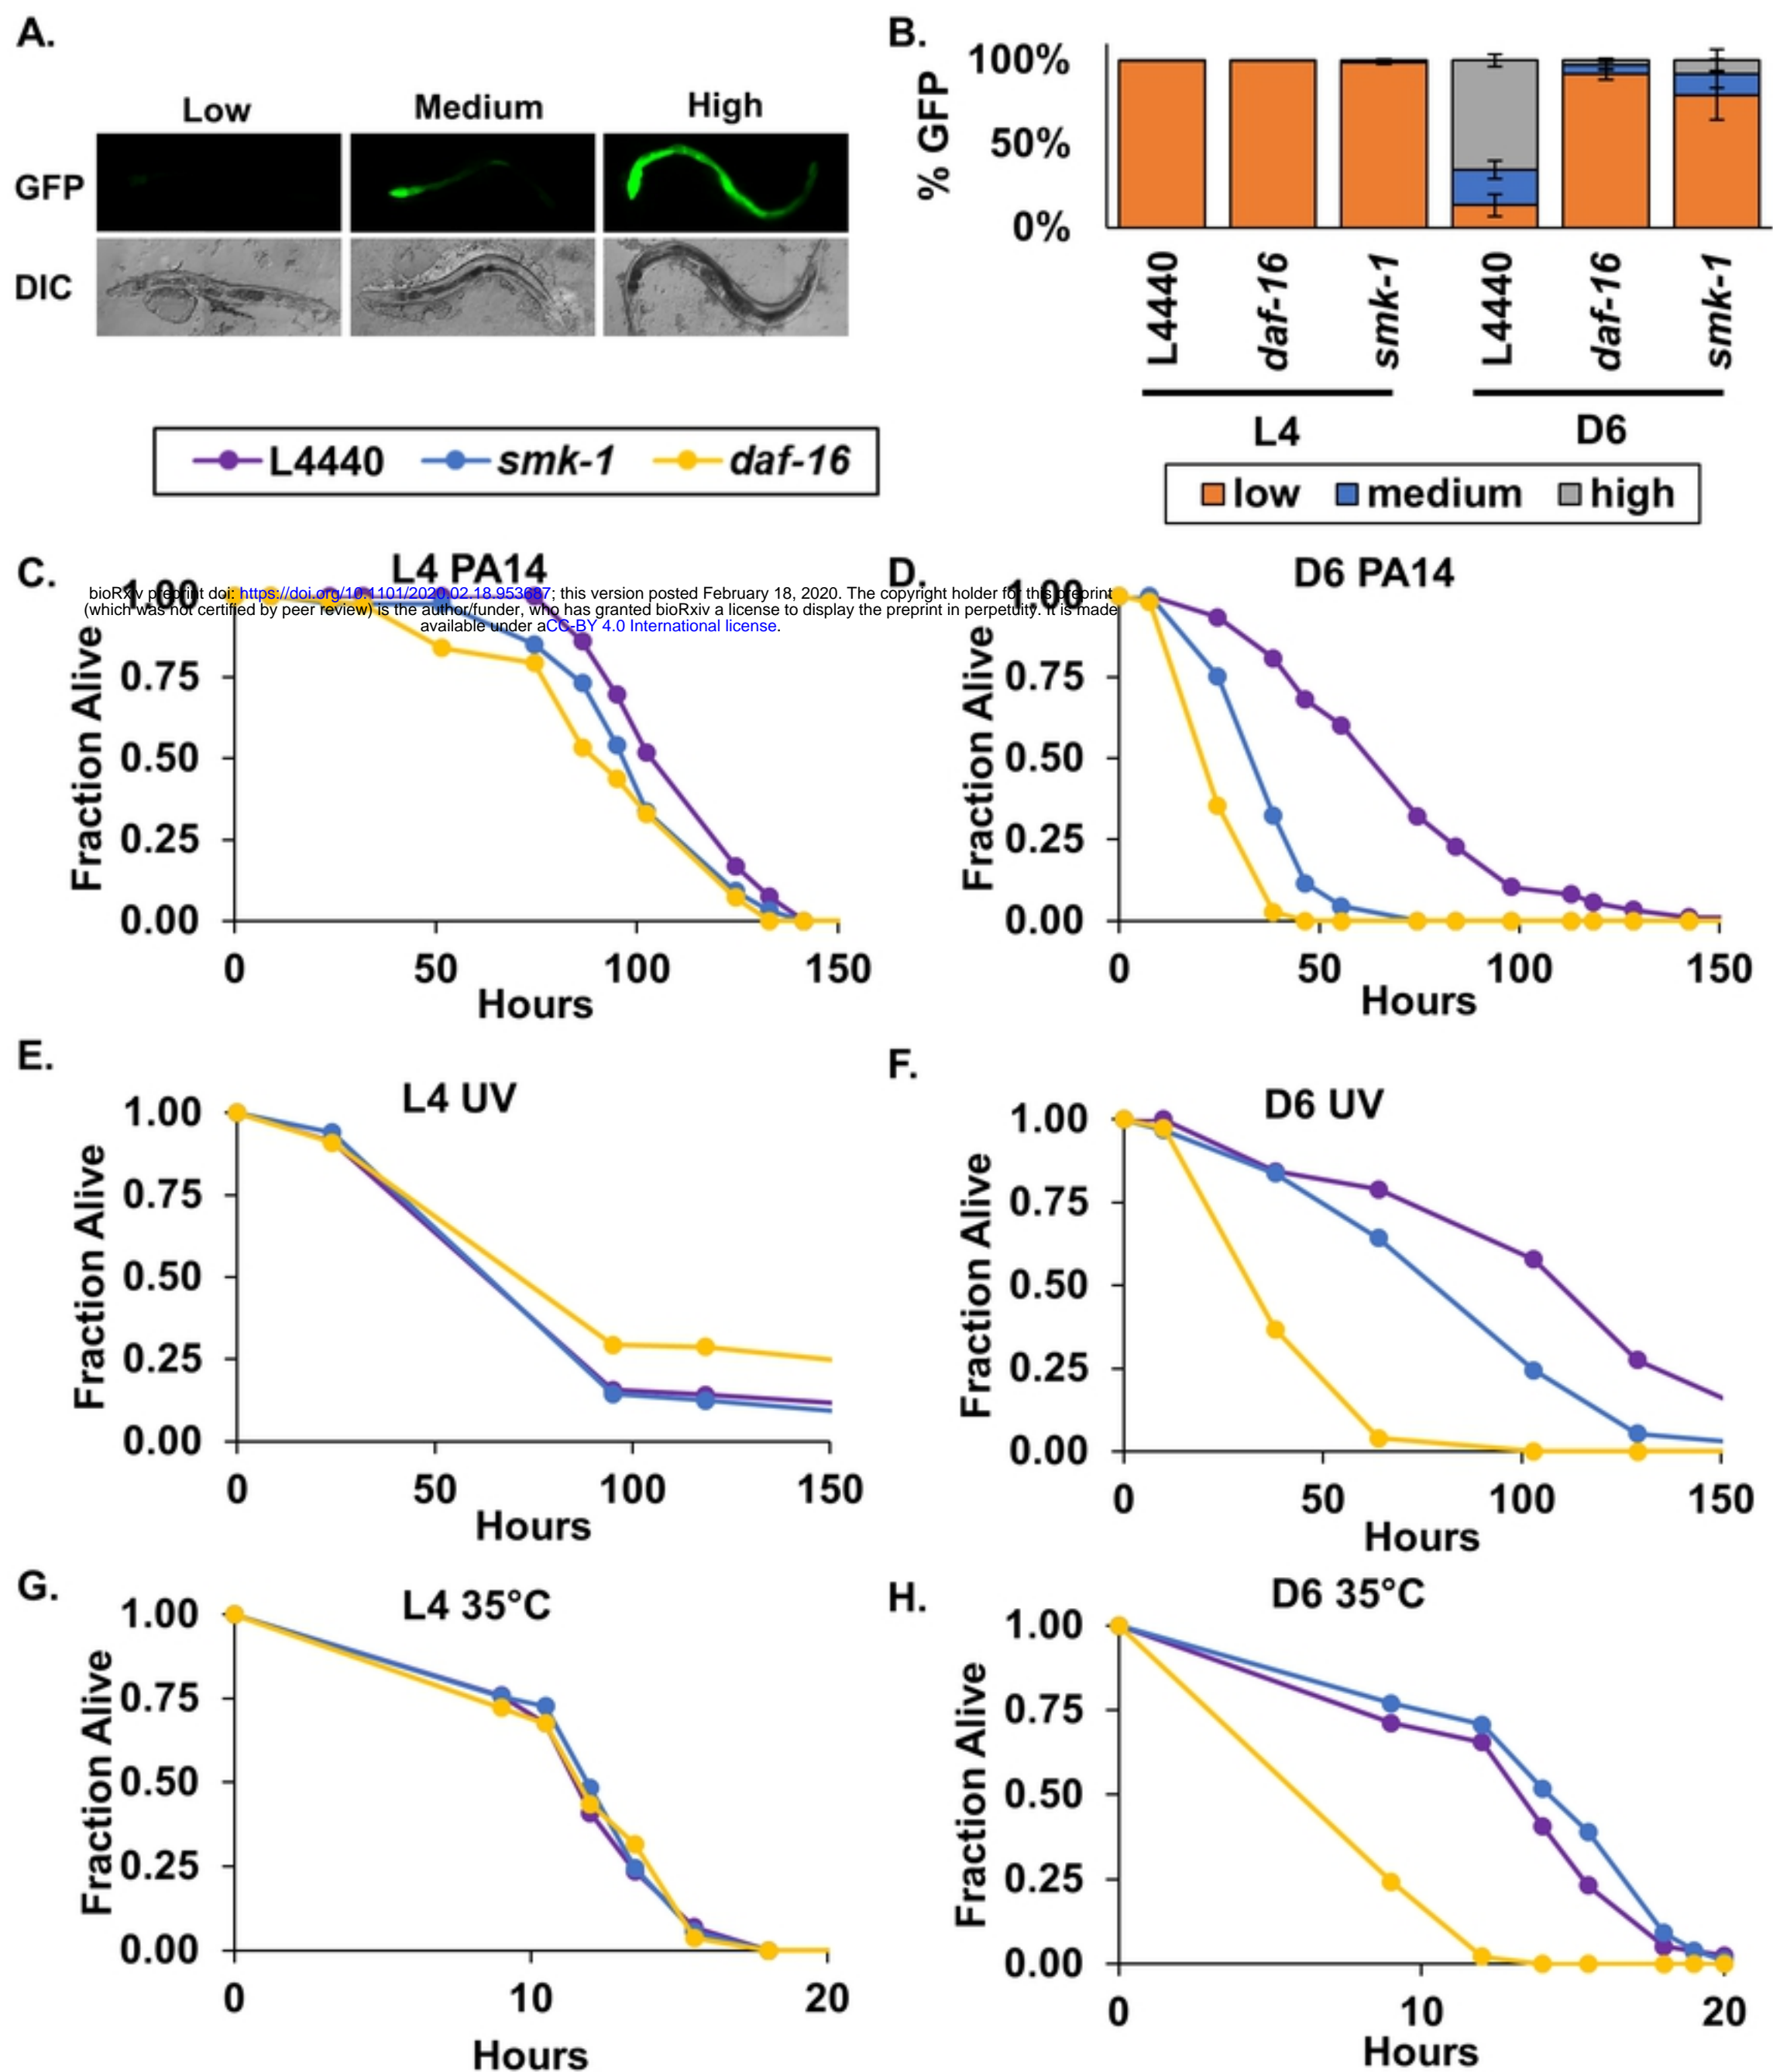 A.
Low Medium High
GFP
DIC
B.
% GFP
100%
50%
0%
L4440 daf-16 smk-1 L4440 daf-16 smk-1
L4 D6
low medium high
L4440 smk-1 daf-16
C.
L4 PA14
bioRxiv preprint doi: https://doi.org/10.1101/2020.02.18.953687; this version posted February 18, 2020. The copyright holder for this preprint
(which was not certified by peer review) is the author/funder, who has granted bioRxiv a license to display the preprint in perpetuity. It is made
available under aCC-BY 4.0 International license.
Fraction Alive
1.00
0.75
0.50
0.25
0.00
0 50 100 150
Hours
D.
D6 PA14
Fraction Alive
1.00
0.75
0.50
0.25
0.00
0 50 100 150
Hours
E.
L4 UV
Fraction Alive
1.00
0.75
0.50
0.25
0.00
0 50 100 150
Hours
F.
D6 UV
Fraction Alive
1.00
0.75
0.50
0.25
0.00
0 50 100 150
Hours
G.
L4 35°C
Fraction Alive
1.00
0.75
0.50
0.25
0.00
0 10 20
Hours
H.
D6 35°C
Fraction Alive
1.00
0.75
0.50
0.25
0.00
0 10 20
Hours